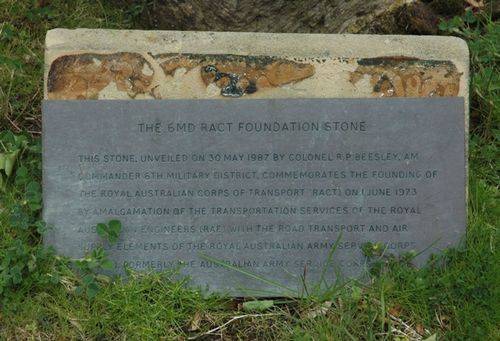 THE 6MD RACT FOUNDATION STONE
THIS STONE, UNVEILED ON 30 MAY 1987 BY COLONEL R.P. BEESLEY, AM
COMMANDER 6TH MILITARY DISTRICT, COMMEMORATES THE FOUNDING OF
THE ROYAL AUSTRALIAN CORPS OF TRANSPORT (RACT) ON 1 JUNE 1973
BY AMALGAMATION OF THE TRANSPORTATION SERVICES OF THE ROYAL
AUSTRALIAN ENGINEERS (RAE) WITH THE ROAD TRANSPORT AND AIR
SUPPLY ELEMENTS OF THE ROYAL AUSTRALIAN ARMY SERVICE CORPS
FORMERLY THE AUSTRALIAN ARMY SERVICE CORPS